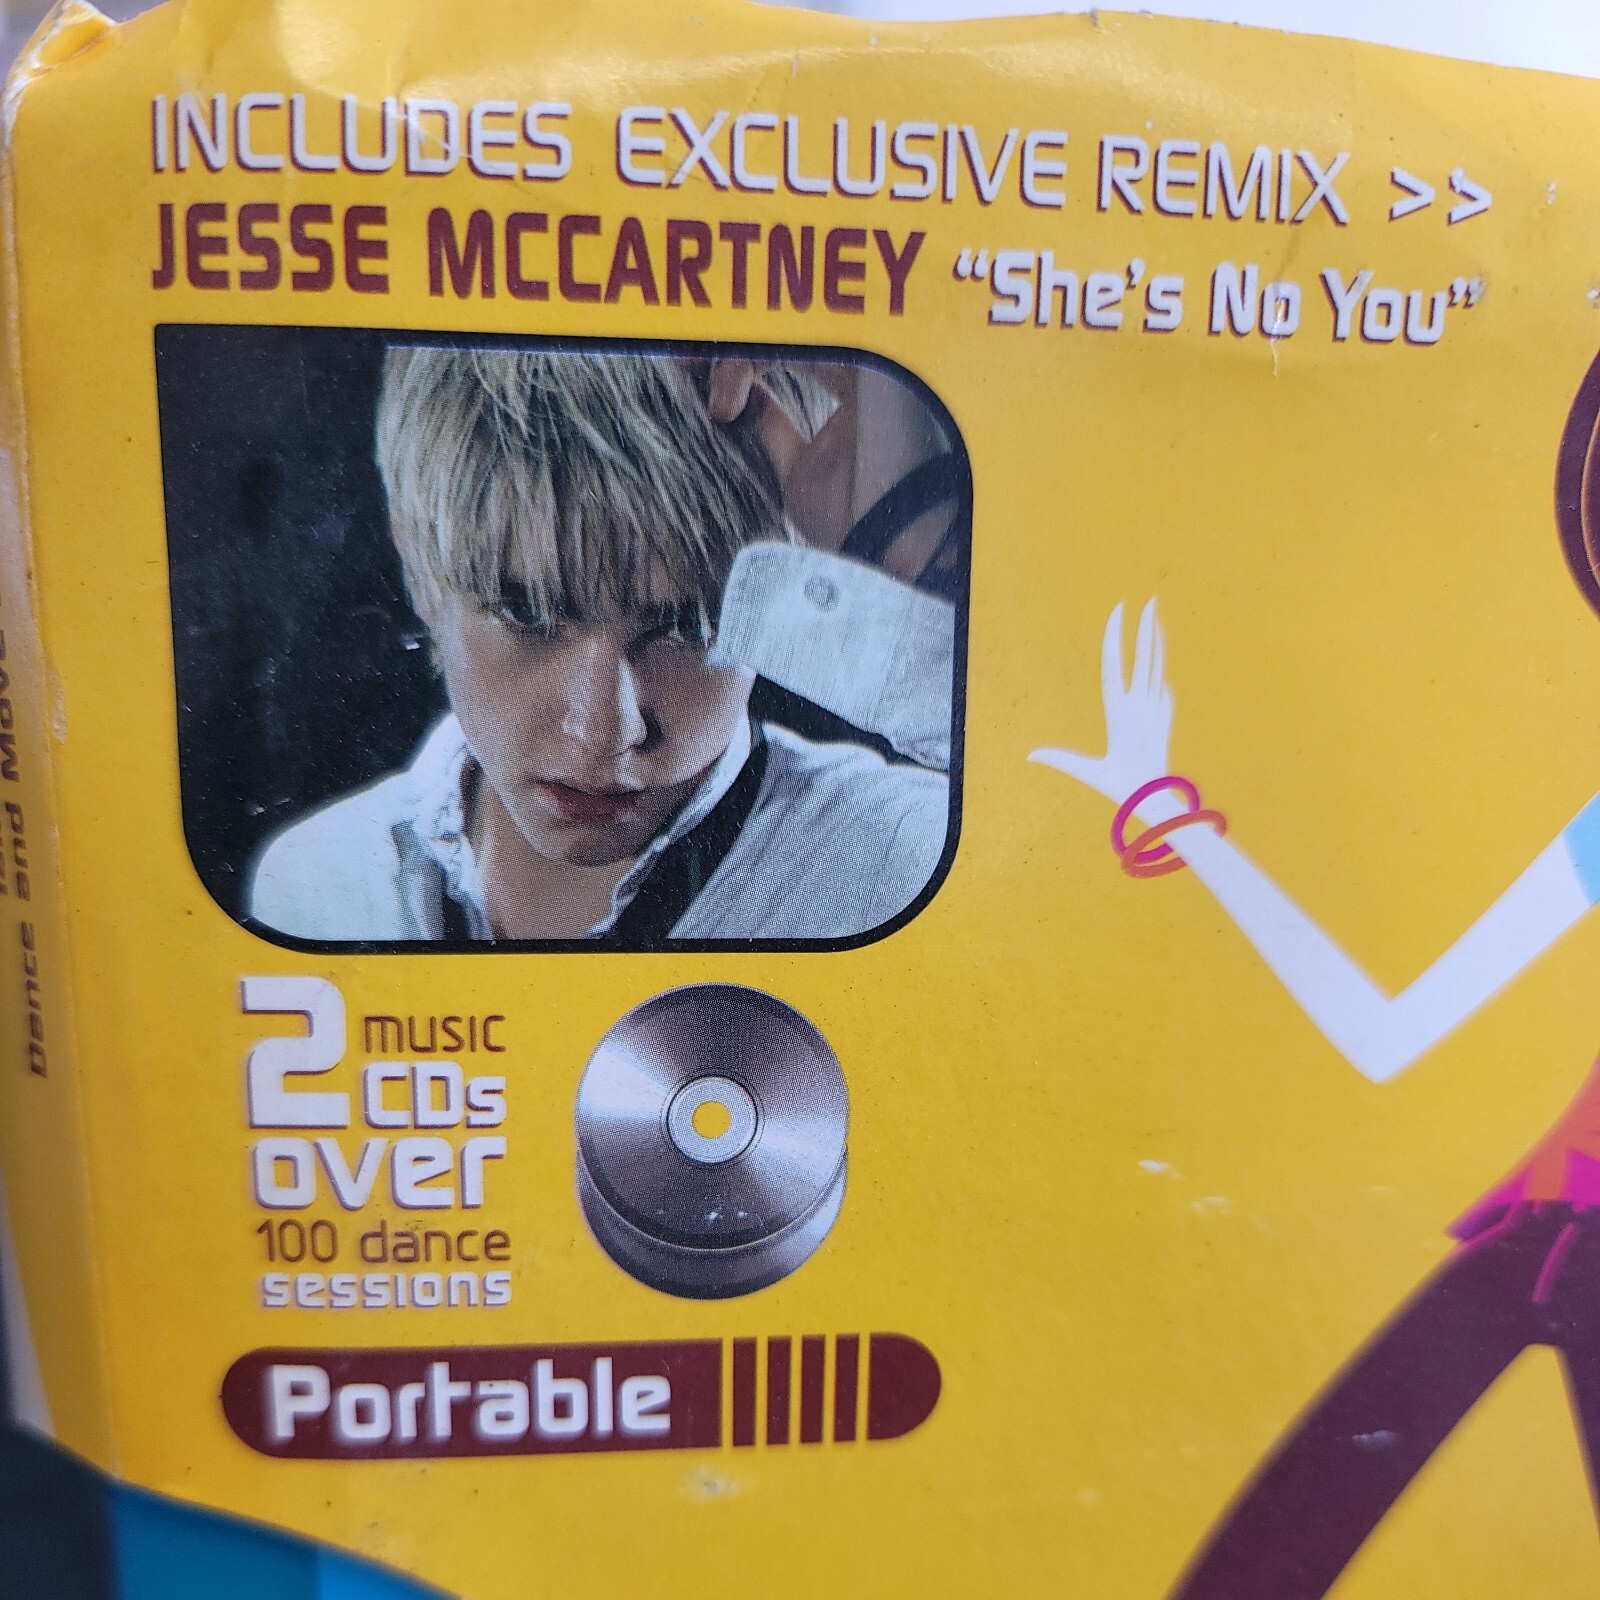 INCLUDES EXCLUSIVE REMIX >>
JESSE MCCARTNEY "She's No You"
2 music
CDs
over
100 dance
sessions
Portable
Dance and Move